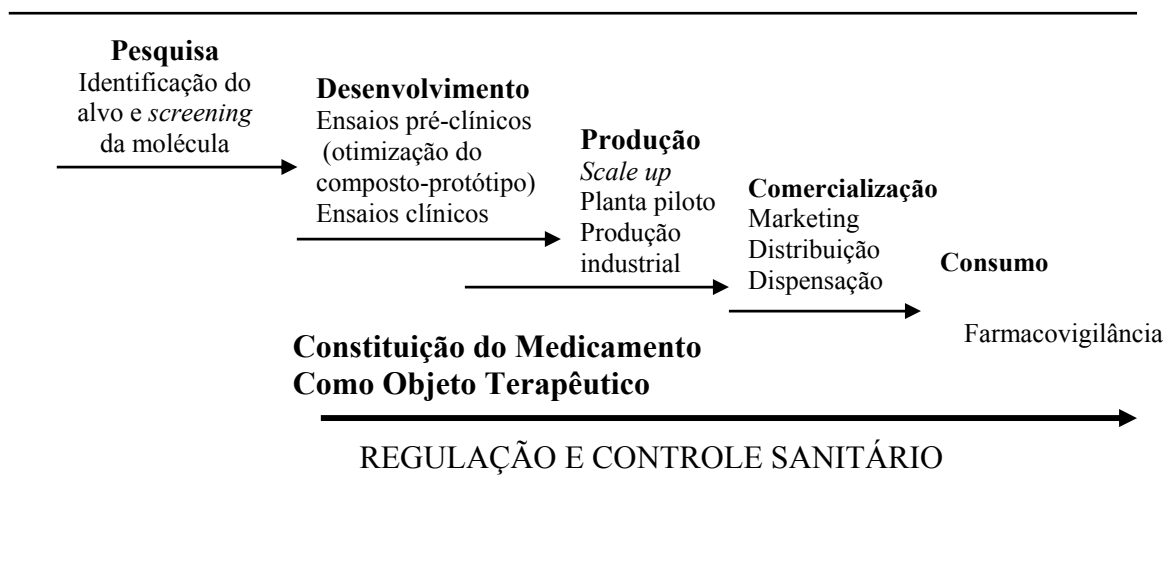 Pesquisa
Identificação do
alvo e screening
da molécula
Desenvolvimento
Ensaios pré-clínicos
(otimização do
composto-protótipo)
Ensaios clínicos
Produção
Scale up
Planta piloto
Produção
industrial
Comercialização
Marketing
Distribuição
Dispensação
Consumo
Farmacovigilância
Constituição do Medicamento
Como Objeto Terapêutico
REGULAÇÃO E CONTROLE SANITÁRIO